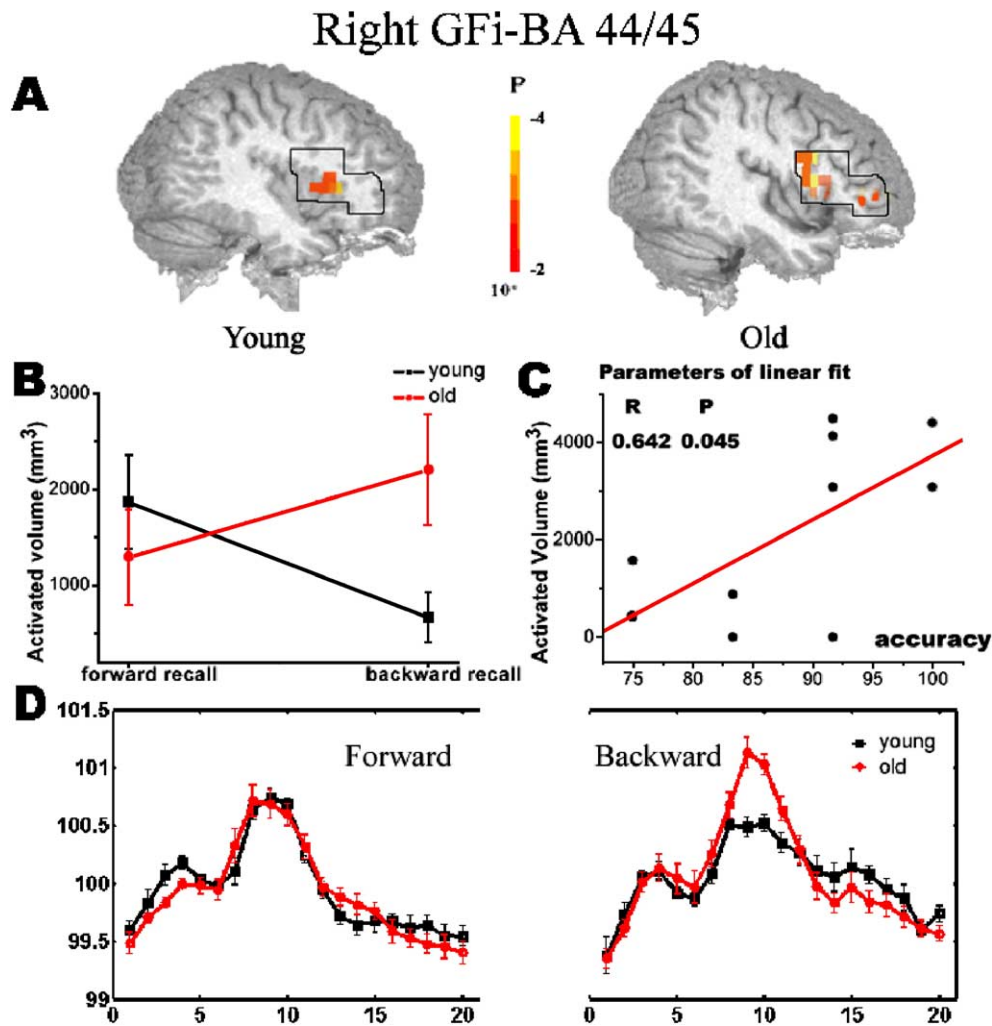 Right GFi-BA 44/45
A
P
-4
-2
10ˣ
Young
Old
B
young
old
3000
2000
1000
Activated volume (mm³)
forward recall
backward recall
C
Parameters of linear fit
R P
0.642 0.045
4000
2000
0
Activated Volume (mm³)
accuracy
75 80 85 90 95 100
D
101.5
101
100.5
100
99.5
99
Forward
0 5 10 15 20
Backward
young
old
0 5 10 15 20